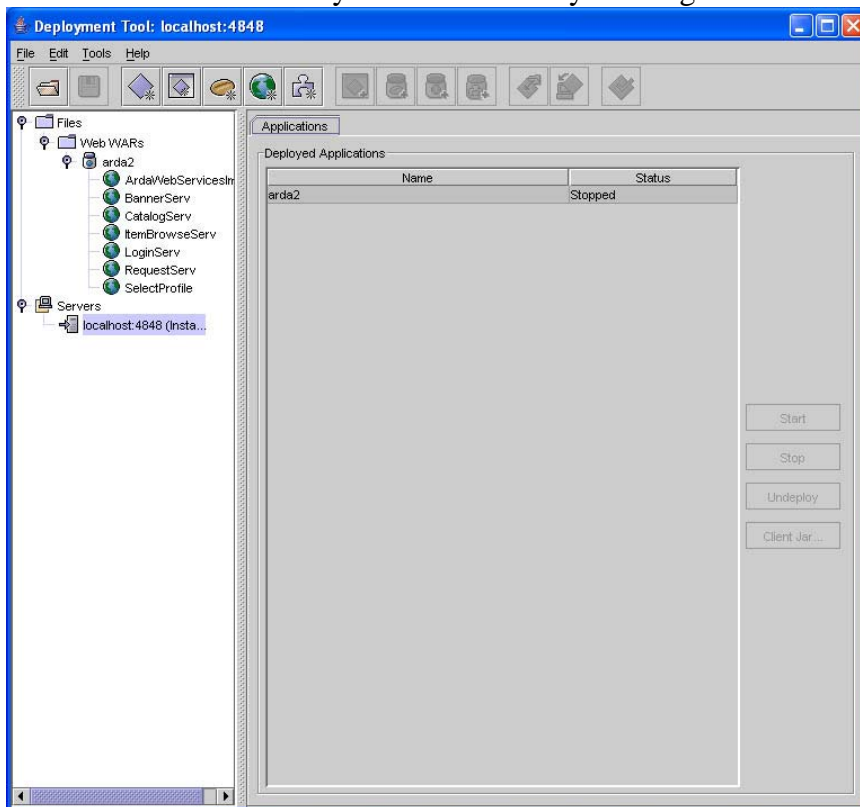 Deployment Tool: localhost:4848
File Edit Tools Help
Files
Web WARs
arda2
ArdaWebServicesIm
BannerServ
CatalogServ
ItemBrowseServ
LoginServ
RequestServ
SelectProfile
Servers
localhost:4848 (Insta...
Applications
Deployed Applications
Name Status
arda2 Stopped
Start
Stop
Undeploy
Client Jar...